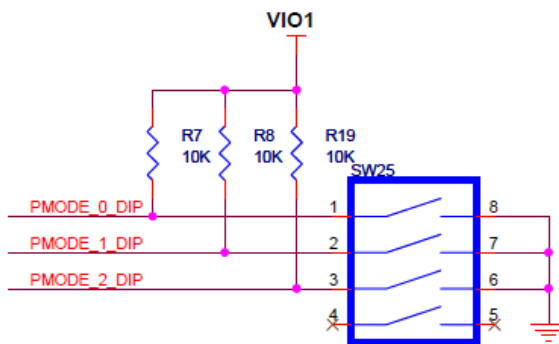 VIO1
R7 R8 R19
10K 10K 10K
SW25
PMODE_0_DIP 1 8
PMODE_1_DIP 2 7
PMODE_2_DIP 3 6
4 5